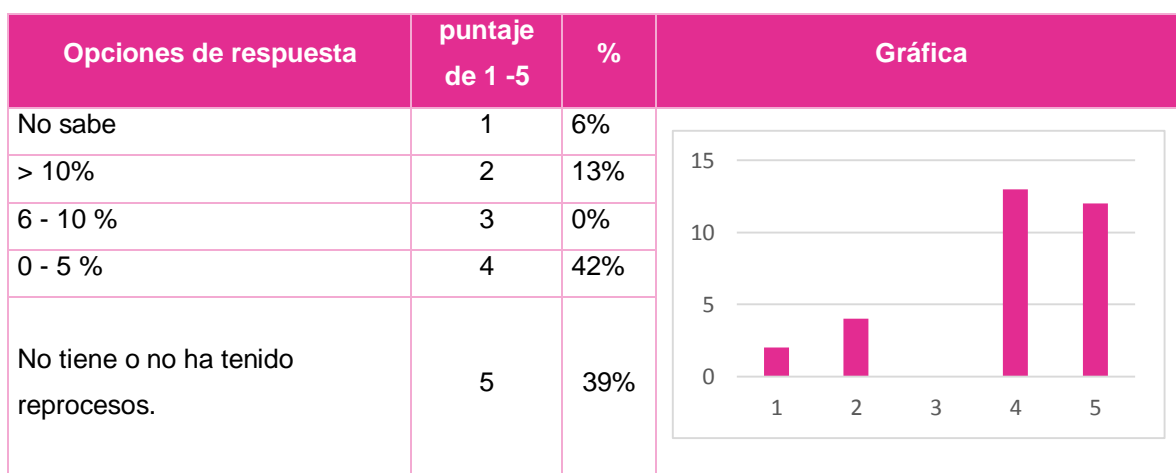 Opciones de respuesta
puntaje
de 1 -5
%
Gráfica
No sabe 1 6%
> 10% 2 13%
6 - 10 % 3 0%
0 - 5 % 4 42%
No tiene o no ha tenido
reprocesos.
5 39%
15
10
5
0
1 2 3 4 5